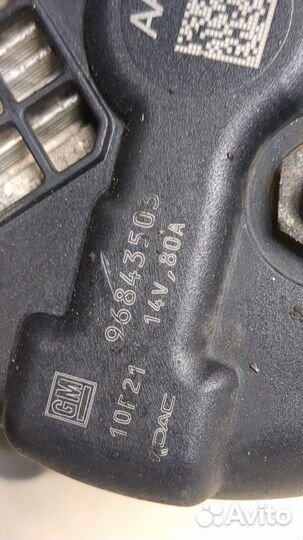 96843503
14V, 80A
10F21
GM
DAC
Avito